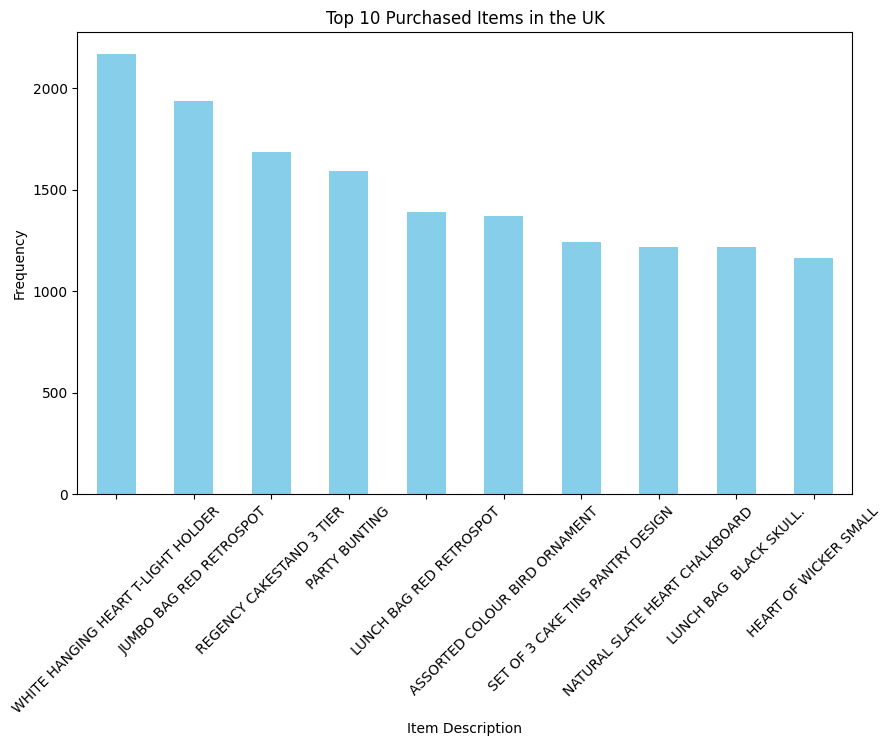 Top 10 Purchased Items in the UK
Frequency
2000
1500
1000
500
0
WHITE HANGING HEART T-LIGHT HOLDER
JUMBO BAG RED RETROSPOT
REGENCY CAKESTAND 3 TIER
PARTY BUNTING
LUNCH BAG RED RETROSPOT
ASSORTED COLOUR BIRD ORNAMENT
SET OF 3 CAKE TINS PANTRY DESIGN
NATURAL SLATE HEART CHALKBOARD
LUNCH BAG  BLACK SKULL.
HEART OF WICKER SMALL
Item Description